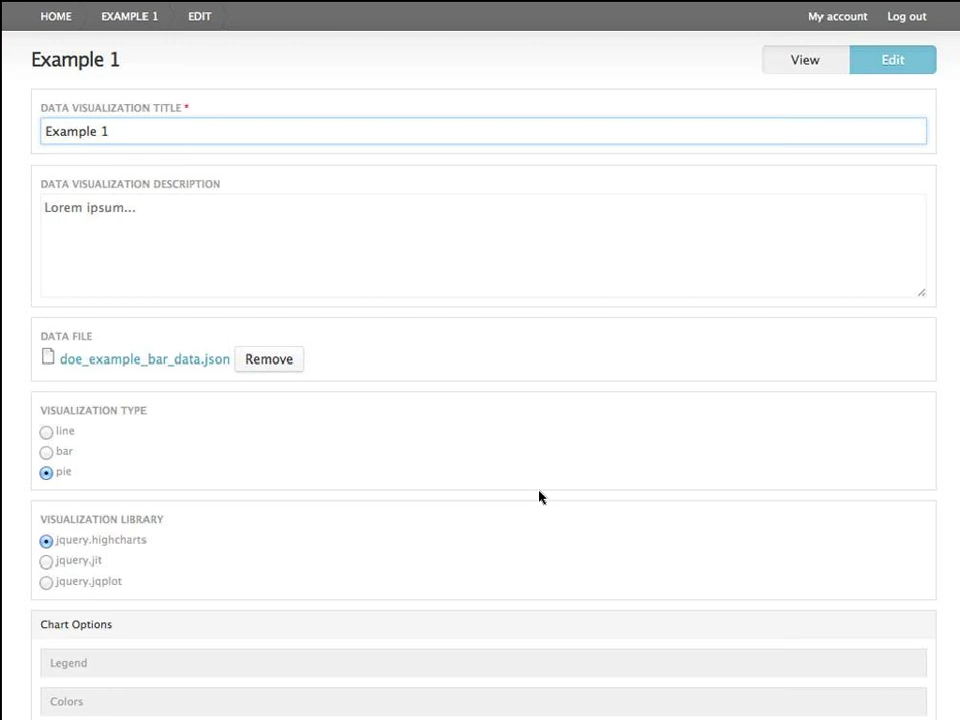 HOME EXAMPLE 1 EDIT My account Log out
Example 1 View Edit
DATA VISUALIZATION TITLE *
Example 1
DATA VISUALIZATION DESCRIPTION
Lorem ipsum...
DATA FILE
doe_example_bar_data.json Remove
VISUALIZATION TYPE
line
bar
pie
VISUALIZATION LIBRARY
jquery.highcharts
jquery.jit
jquery.jqplot
Chart Options
Legend
Colors